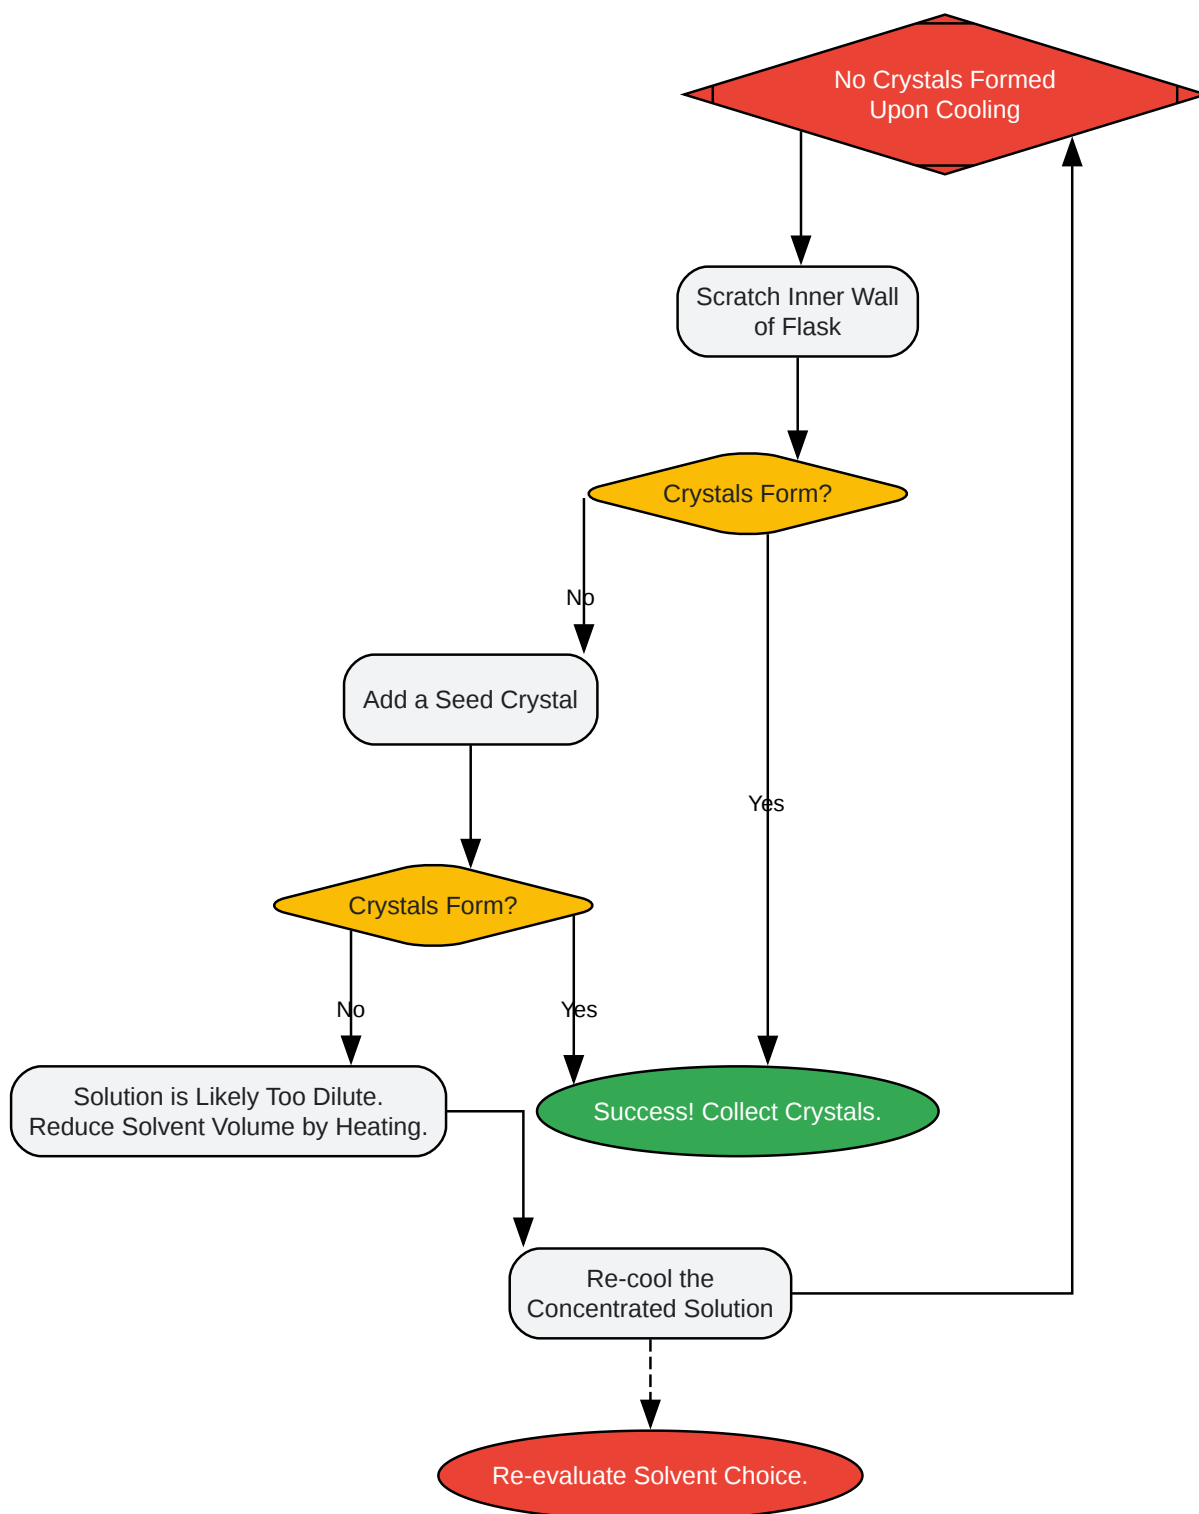 No Crystals Formed
Upon Cooling
Scratch Inner Wall
of Flask
Crystals Form?
No
Add a Seed Crystal
Yes
Crystals Form?
No
Yes
Solution is Likely Too Dilute.
Reduce Solvent Volume by Heating.
Success! Collect Crystals.
Re-cool the
Concentrated Solution
Re-evaluate Solvent Choice.